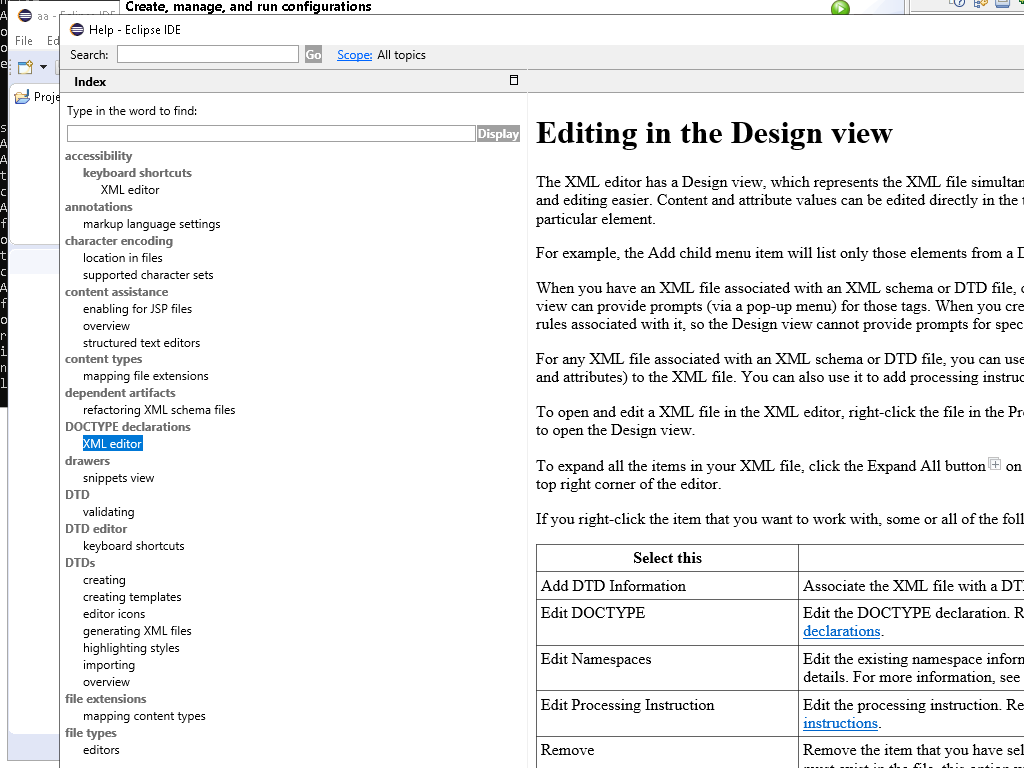 Create, manage, and run configurations
aa - Eclipse IDE
Help - Eclipse IDE
File Ed
Search: Go Scope: All topics
Index
Proje
Type in the word to find:
Display
accessibility
keyboard shortcuts
XML editor
annotations
markup language settings
character encoding
location in files
supported character sets
content assistance
enabling for JSP files
overview
structured text editors
content types
mapping file extensions
dependent artifacts
refactoring XML schema files
DOCTYPE declarations
XML editor
drawers
snippets view
DTD
validating
DTD editor
keyboard shortcuts
DTDs
creating
creating templates
editor icons
generating XML files
highlighting styles
importing
overview
file extensions
mapping content types
file types
editors
Editing in the Design view
The XML editor has a Design view, which represents the XML file simultan
and editing easier. Content and attribute values can be edited directly in the t
particular element.
For example, the Add child menu item will list only those elements from a D
When you have an XML file associated with an XML schema or DTD file, c
view can provide prompts (via a pop-up menu) for those tags. When you cre
rules associated with it, so the Design view cannot provide prompts for spec
For any XML file associated with an XML schema or DTD file, you can use
and attributes) to the XML file. You can also use it to add processing instruc
To open and edit a XML file in the XML editor, right-click the file in the Pr
to open the Design view.
To expand all the items in your XML file, click the Expand All button on
top right corner of the editor.
If you right-click the item that you want to work with, some or all of the foll
Select this
Add DTD Information Associate the XML file with a DT
Edit DOCTYPE Edit the DOCTYPE declaration. R
declarations.
Edit Namespaces Edit the existing namespace inforn
details. For more information, see
Edit Processing Instruction Edit the processing instruction. Re
instructions.
Remove Remove the item that you have sel